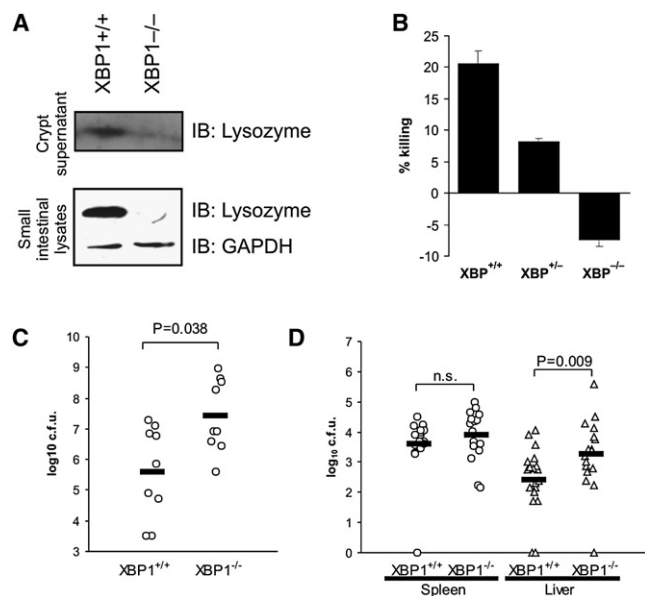 A
XBP1+/+
XBP1–/–
Crypt
supernatant
IB: Lysozyme
Small
intestinal
lysates
IB: Lysozyme
IB: GAPDH
B
% killing
25
20
15
10
5
0
-5
-10
XBP+/+
XBP+/–
XBP–/–
C
P=0.038
log10 c.f.u.
10
9
8
7
6
5
4
3
XBP1+/+
XBP1-/-
D
n.s.
P=0.009
log10 c.f.u.
7
6
5
4
3
2
1
0
XBP1+/+ XBP1-/- XBP1+/+ XBP1-/-
Spleen Liver